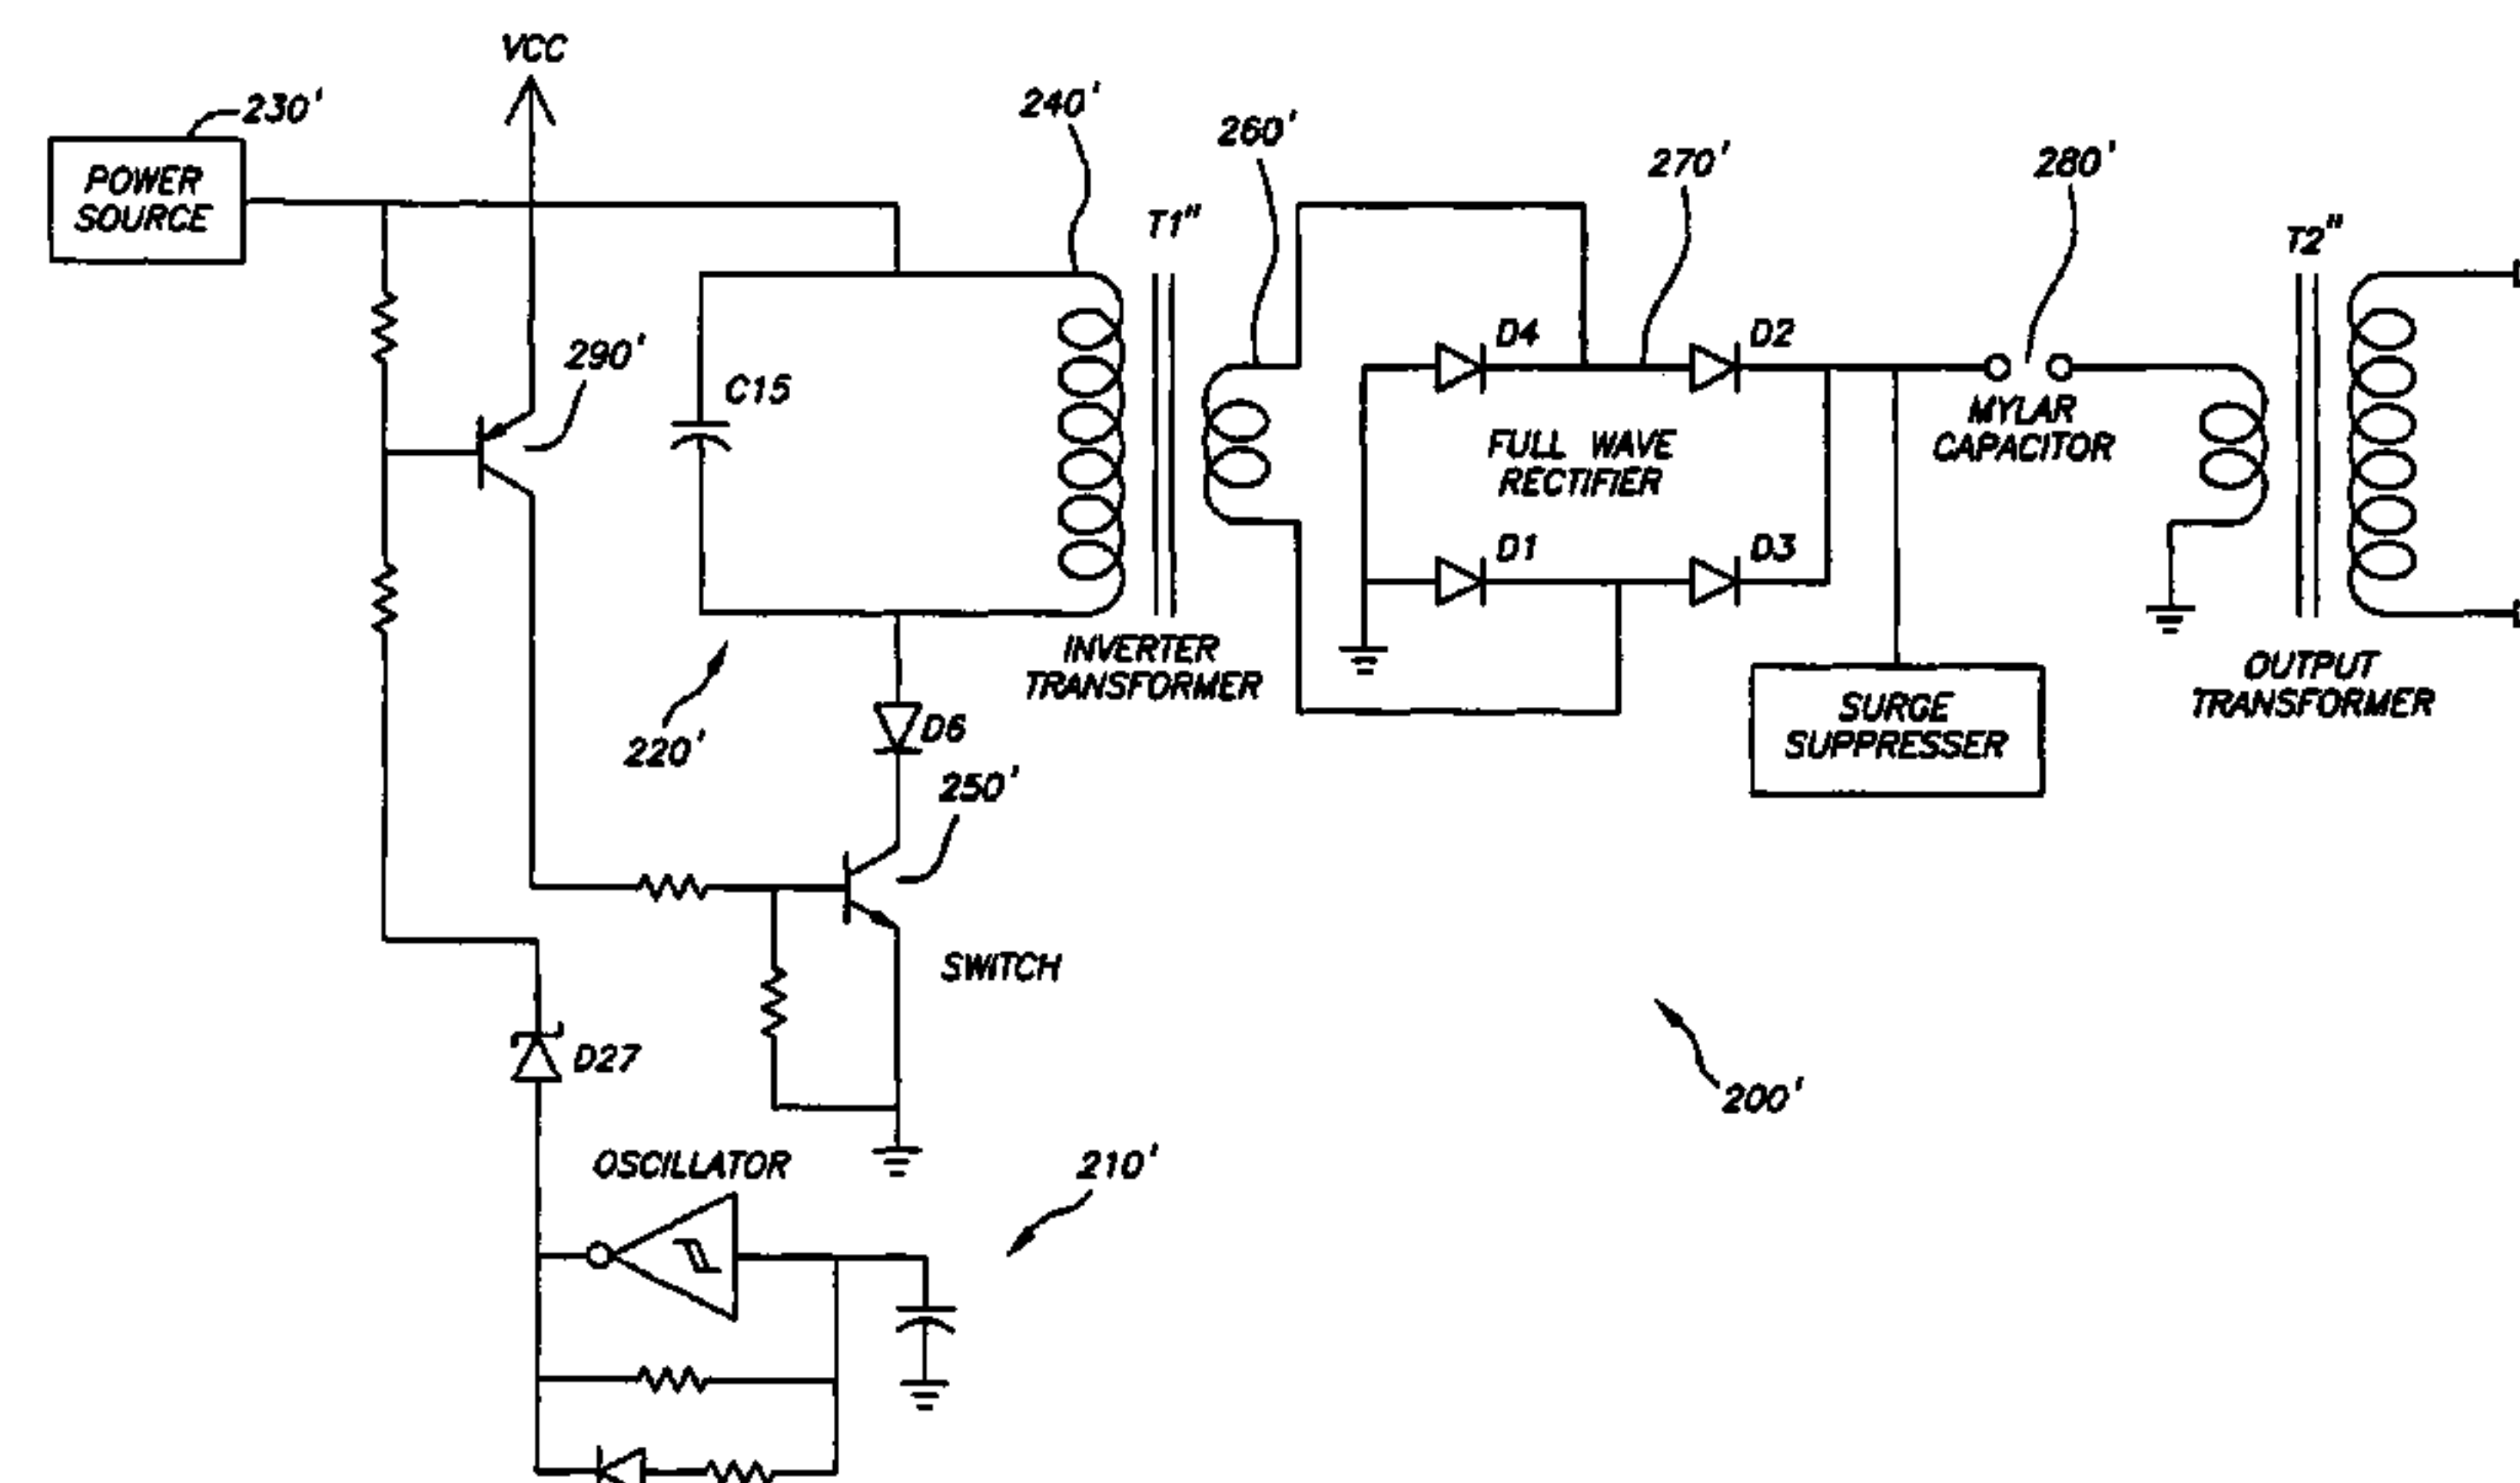 VCC
230'
POWER
SOURCE
240'
260'
270'
280'
T1"
T2"
290'
C15
D4
D2
MYLAR
CAPACITOR
FULL WAVE
RECTIFIER
D1
D3
INVERTER
TRANSFORMER
220'
D6
250'
SURGE
SUPPRESSER
OUTPUT
TRANSFORMER
SWITCH
D27
200'
OSCILLATOR
210'